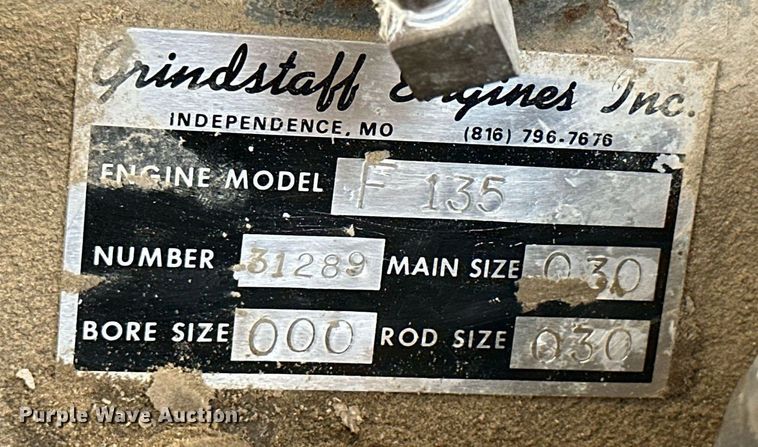 Grindstaff Engines Inc.
INDEPENDENCE, MO (816) 796-7676
ENGINE MODEL F 135
NUMBER 31289 MAIN SIZE 030
BORE SIZE 000 ROD SIZE 030
Purple Wave Auction